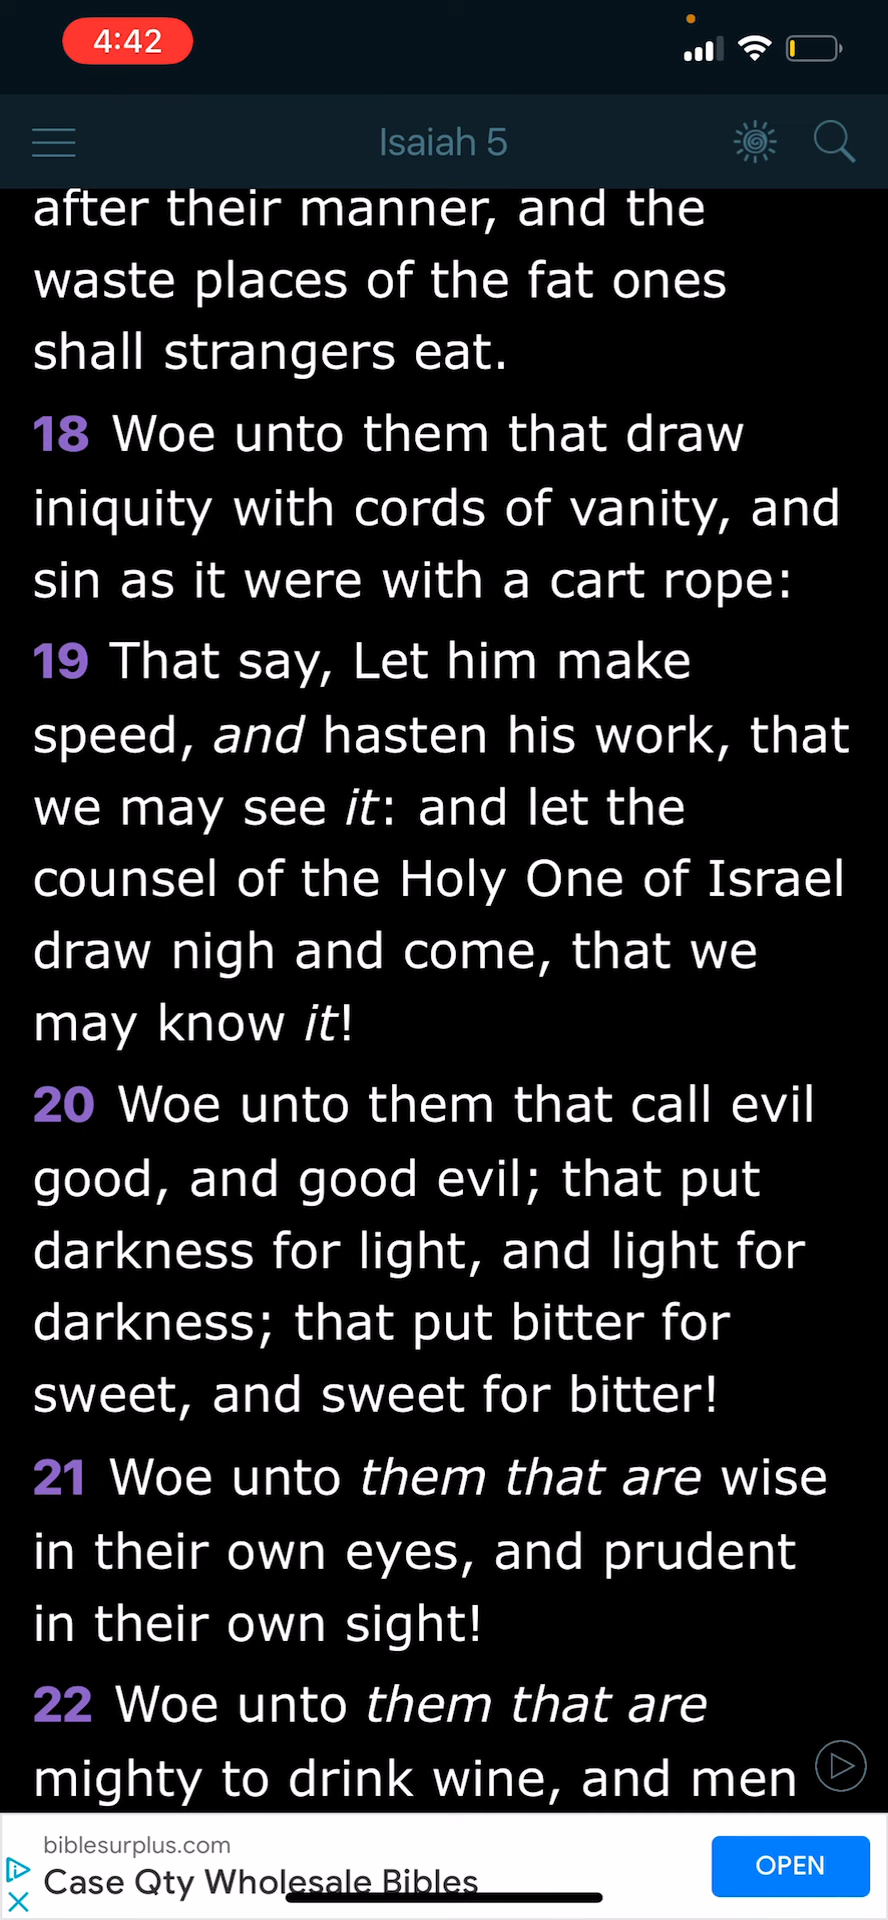 4:42
Isaiah 5
after their manner, and the
waste places of the fat ones
shall strangers eat.
18 Woe unto them that draw
iniquity with cords of vanity, and
sin as it were with a cart rope:
19 That say, Let him make
speed, and hasten his work, that
we may see it: and let the
counsel of the Holy One of Israel
draw nigh and come, that we
may know it!
20 Woe unto them that call evil
good, and good evil; that put
darkness for light, and light for
darkness; that put bitter for
sweet, and sweet for bitter!
21 Woe unto them that are wise
in their own eyes, and prudent
in their own sight!
22 Woe unto them that are
mighty to drink wine, and men
biblesurplus.com
Case Qty Wholesale Bibles
OPEN